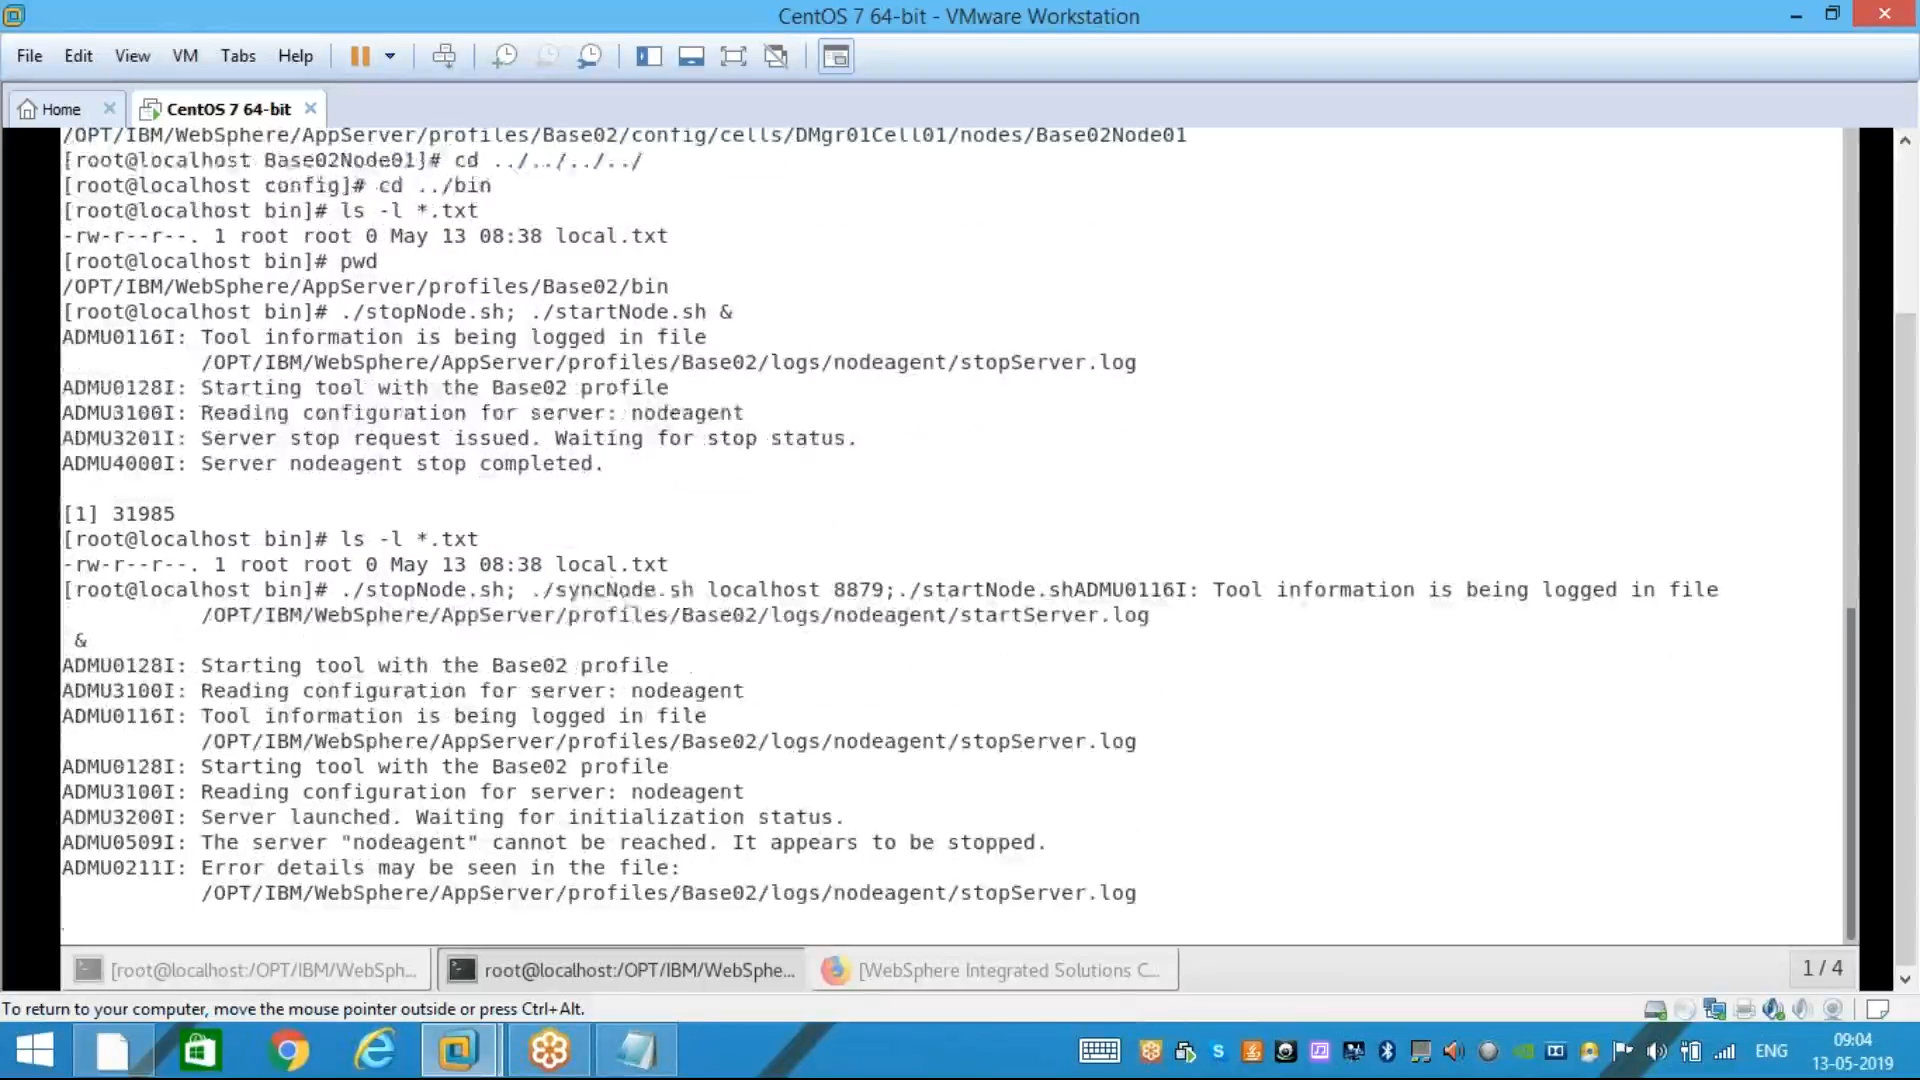 CentOS 7 64-bit - VMware Workstation
File Edit View VM Tabs Help
Home
CentOS 7 64-bit
/OPT/IBM/WebSphere/AppServer/profiles/Base02/config/cells/DMgr01Cell01/nodes/Base02Node01
[root@localhost Base02Node01]# cd ../../../../
[root@localhost config]# cd ../bin
[root@localhost bin]# ls -l *.txt
-rw-r--r--. 1 root root 0 May 13 08:38 local.txt
[root@localhost bin]# pwd
/OPT/IBM/WebSphere/AppServer/profiles/Base02/bin
[root@localhost bin]# ./stopNode.sh; ./startNode.sh &
ADMU0116I: Tool information is being logged in file
/OPT/IBM/WebSphere/AppServer/profiles/Base02/logs/nodeagent/stopServer.log
ADMU0128I: Starting tool with the Base02 profile
ADMU3100I: Reading configuration for server: nodeagent
ADMU3201I: Server stop request issued. Waiting for stop status.
ADMU4000I: Server nodeagent stop completed.
[1] 31985
[root@localhost bin]# ls -l *.txt
-rw-r--r--. 1 root root 0 May 13 08:38 local.txt
[root@localhost bin]# ./stopNode.sh; ./syncNode.sh localhost 8879;./startNode.shADMU0116I: Tool information is being logged in file
/OPT/IBM/WebSphere/AppServer/profiles/Base02/logs/nodeagent/startServer.log
&
ADMU0128I: Starting tool with the Base02 profile
ADMU3100I: Reading configuration for server: nodeagent
ADMU0116I: Tool information is being logged in file
/OPT/IBM/WebSphere/AppServer/profiles/Base02/logs/nodeagent/stopServer.log
ADMU0128I: Starting tool with the Base02 profile
ADMU3100I: Reading configuration for server: nodeagent
ADMU3200I: Server launched. Waiting for initialization status.
ADMU0509I: The server "nodeagent" cannot be reached. It appears to be stopped.
ADMU0211I: Error details may be seen in the file:
/OPT/IBM/WebSphere/AppServer/profiles/Base02/logs/nodeagent/stopServer.log
[root@localhost:/OPT/IBM/WebSph...
root@localhost:/OPT/IBM/WebSphe...
[WebSphere Integrated Solutions C...
1 / 4
To return to your computer, move the mouse pointer outside or press Ctrl+Alt.
ENG
09:04
13-05-2019